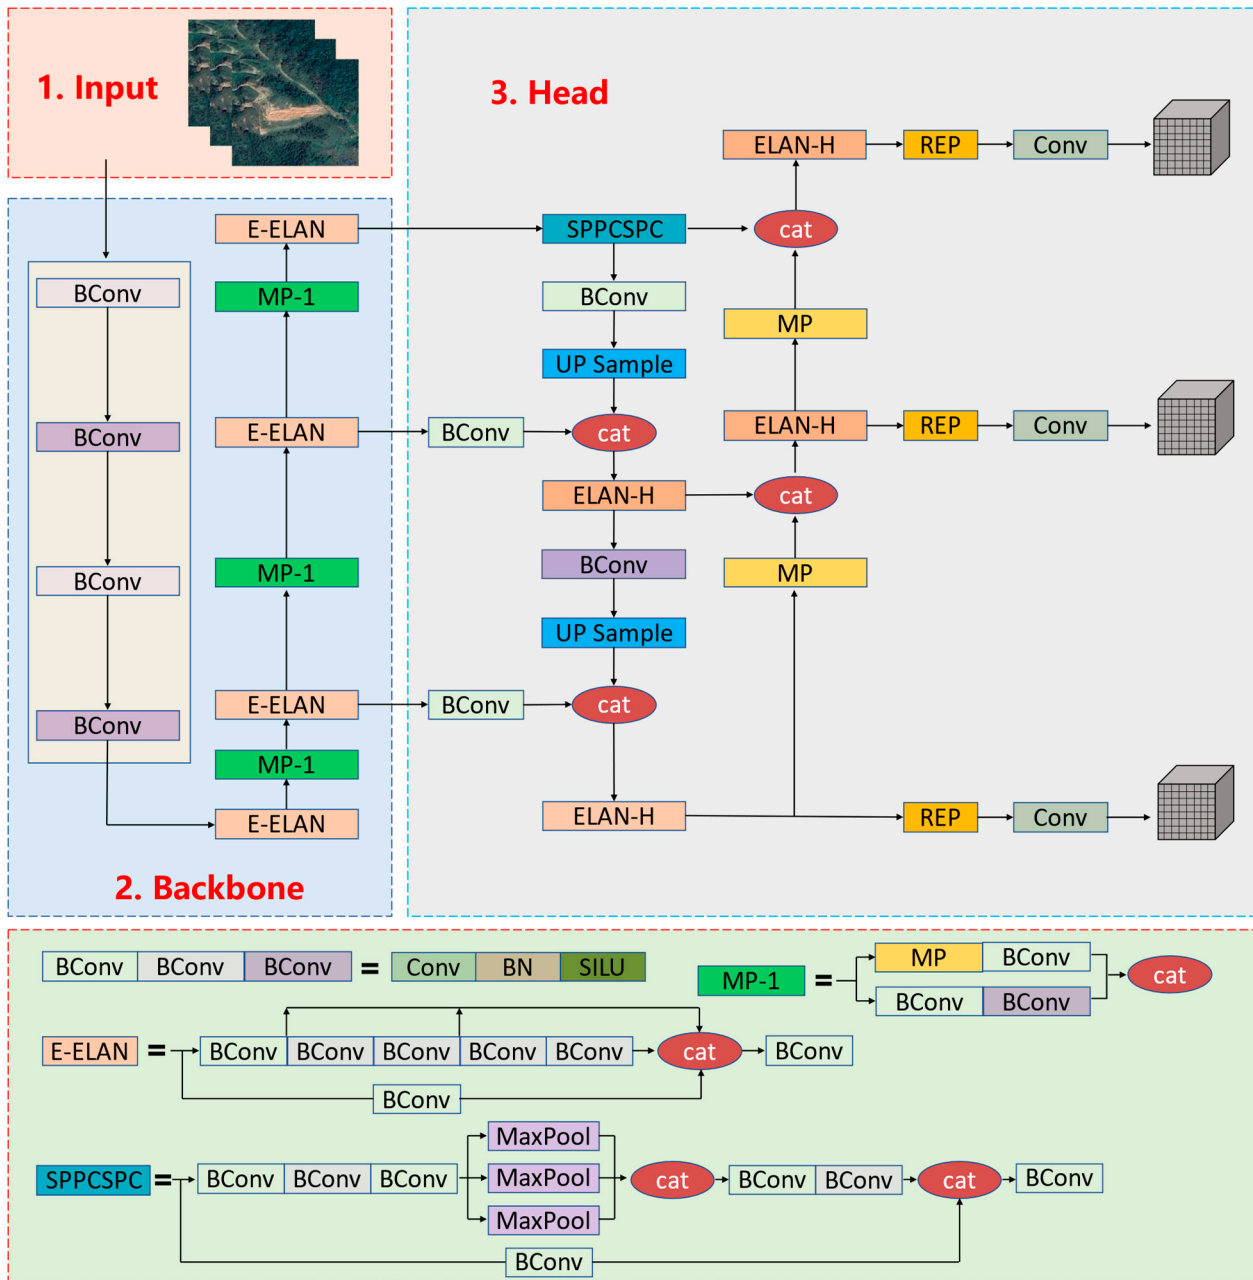 1. Input
3. Head
ELAN-H REP Conv
E-ELAN SPPCSPC cat
BConv MP-1 BConv
MP
UP Sample
BConv E-ELAN BConv cat ELAN-H REP Conv
ELAN-H cat
BConv MP-1 BConv MP
UP Sample
BConv E-ELAN BConv cat
MP-1
E-ELAN ELAN-H REP Conv
2. Backbone
BConv BConv BConv = Conv BN SILU
MP-1 = MP BConv
BConv BConv cat
E-ELAN = BConv BConv BConv BConv BConv cat BConv
BConv
MaxPool
SPPCSPC = BConv BConv BConv MaxPool cat BConv BConv cat BConv
MaxPool
BConv